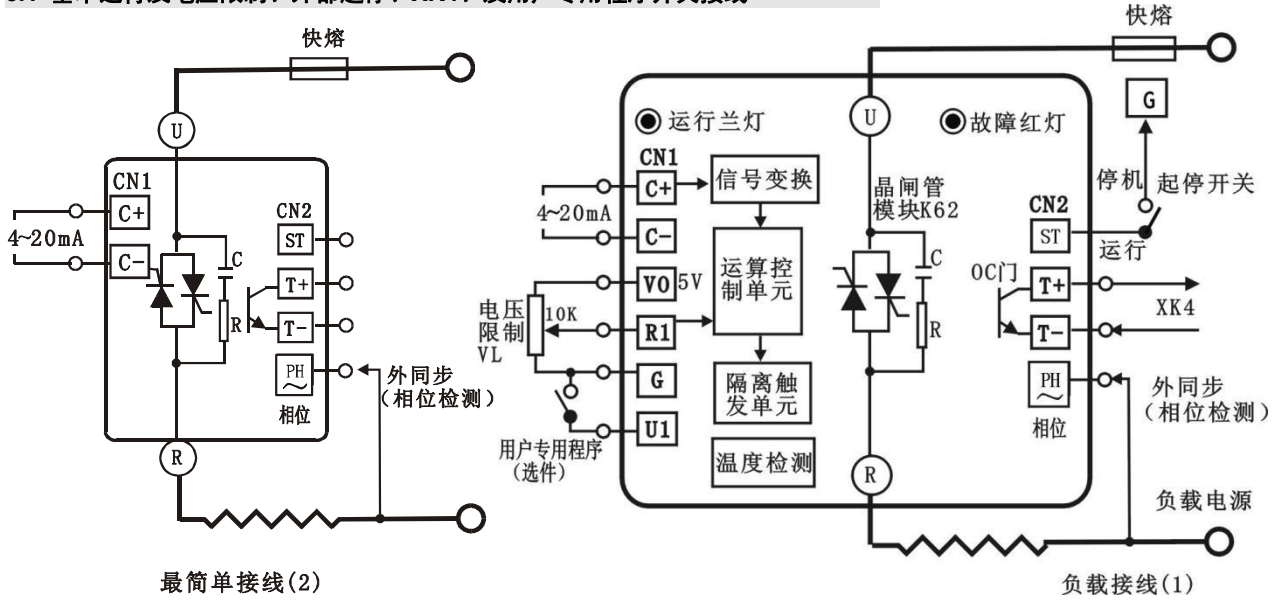 快熔
U
CN1
C+
4~20mA
C-
C
R
CN2
ST
T+
T-
PH
~
相位
外同步
(相位检测)
R
最简单接线(2)
快熔
U
运行兰灯
故障红灯
G
停机
起停开关
运行
CN1
C+
4~20mA
C-
V0
5V
电压
限制
VL
10K
R1
G
U1
用户专用程序
(选件)
信号变换
运算控
制单元
隔离触
发单元
温度检测
晶闸管
模块K62
C
R
CN2
ST
OC门
T+
XK4
T-
PH
~
相位
外同步
(相位检测)
R
负载电源
负载接线(1)